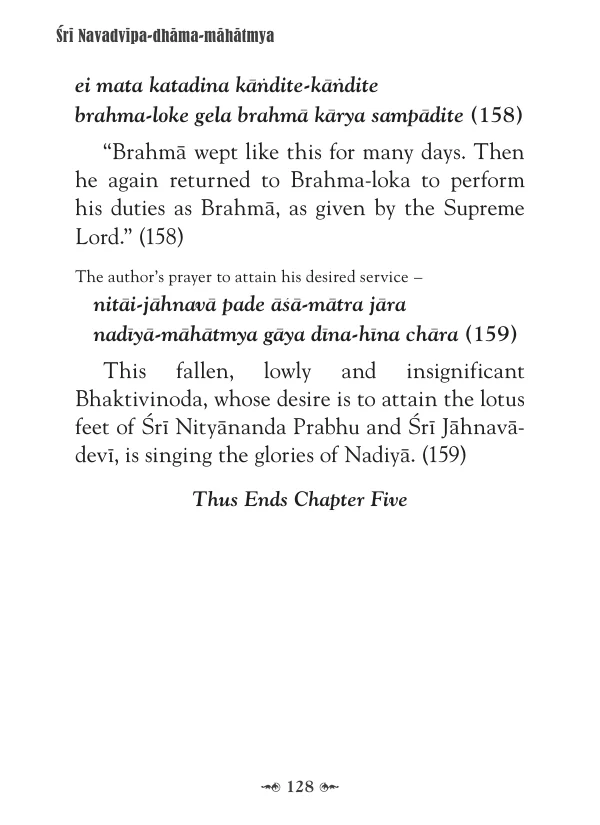 Śrī Navadvīpa-dhāma-māhātmya
ei mata katadina kāṅdite-kāṅdite
brahma-loke gela brahmā kārya sampādite (158)
“Brahmā wept like this for many days. Then
he again returned to Brahma-loka to perform
his duties as Brahmā, as given by the Supreme
Lord.” (158)
The author’s prayer to attain his desired service –
nitāi-jāhnavā pade āṡā-mātra jāra
nadīyā-māhātmya gāya dīna-hīna chāra (159)
This fallen, lowly and insignificant
Bhaktivinoda, whose desire is to attain the lotus
feet of Śrī Nityānanda Prabhu and Śrī Jāhnavā-
devī, is singing the glories of Nadiyā. (159)
Thus Ends Chapter Five
128